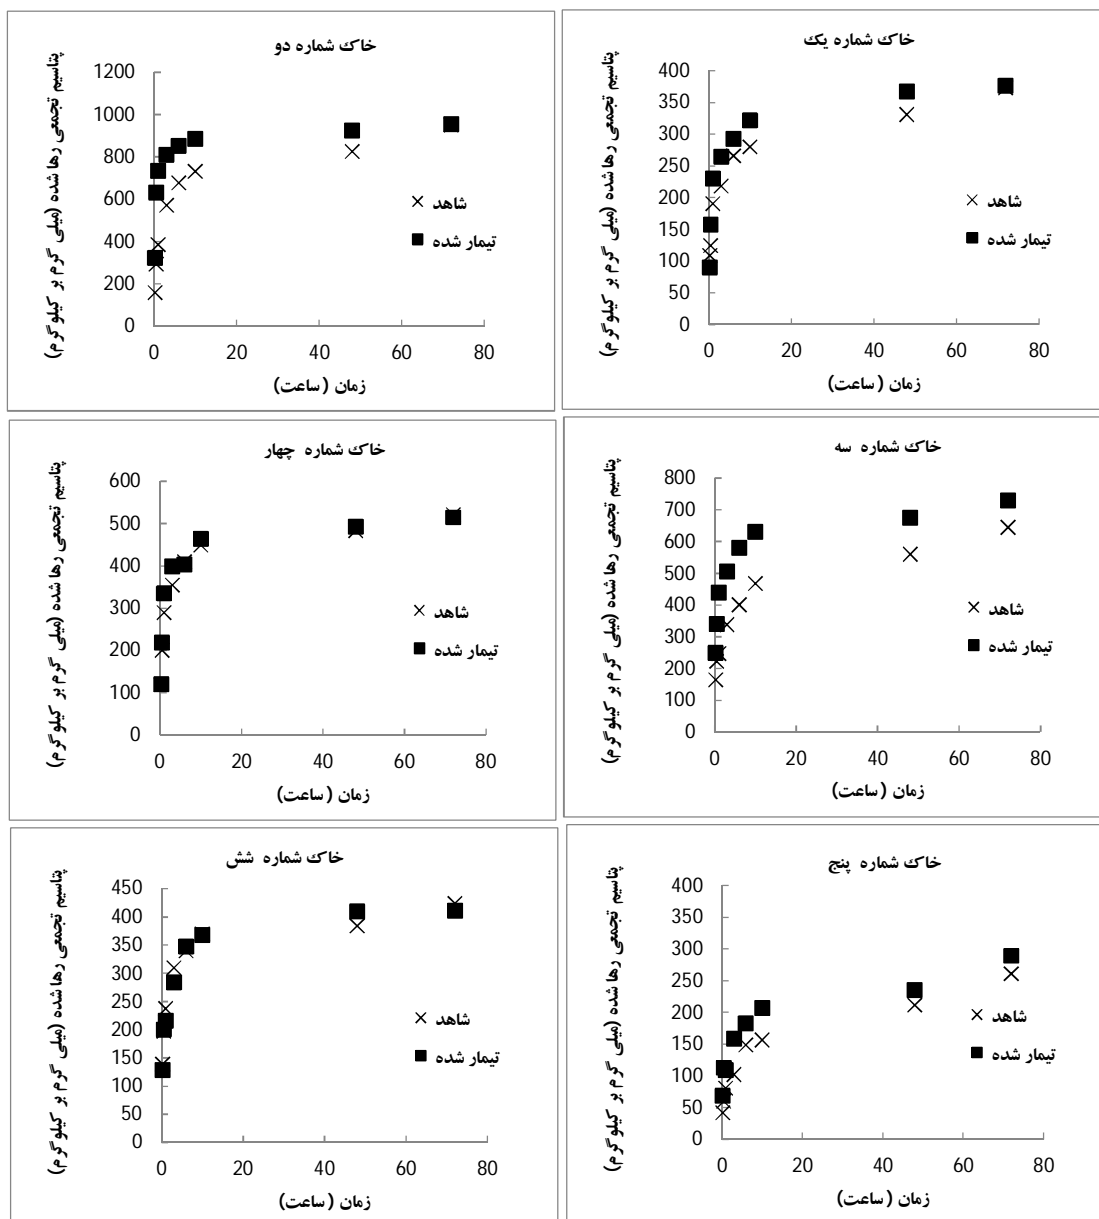 خاک شماره یک
پتاسیم تجمعی رها شده (میلی گرم بر کیلوگرم)
400
350
300
250
200
150
100
50
0
0 20 40 60 80
شاهد
تیمار شده
زمان (ساعت)
خاک شماره دو
پتاسیم تجمعی رها شده (میلی گرم بر کیلوگرم)
1200
1000
800
600
400
200
0
0 20 40 60 80
شاهد
تیمار شده
زمان (ساعت)
خاک شماره سه
پتاسیم تجمعی رها شده (میلی گرم بر کیلوگرم)
800
700
600
500
400
300
200
100
0
0 20 40 60 80
شاهد
تیمار شده
زمان (ساعت)
خاک شماره چهار
پتاسیم تجمعی رها شده (میلی گرم بر کیلوگرم)
600
500
400
300
200
100
0
0 20 40 60 80
شاهد
تیمار شده
زمان (ساعت)
خاک شماره پنج
پتاسیم تجمعی رها شده (میلی گرم بر کیلوگرم)
400
350
300
250
200
150
100
50
0
0 20 40 60 80
شاهد
تیمار شده
زمان (ساعت)
خاک شماره شش
پتاسیم تجمعی رها شده (میلی گرم بر کیلوگرم)
450
400
350
300
250
200
150
100
50
0
0 20 40 60 80
شاهد
تیمار شده
زمان (ساعت)